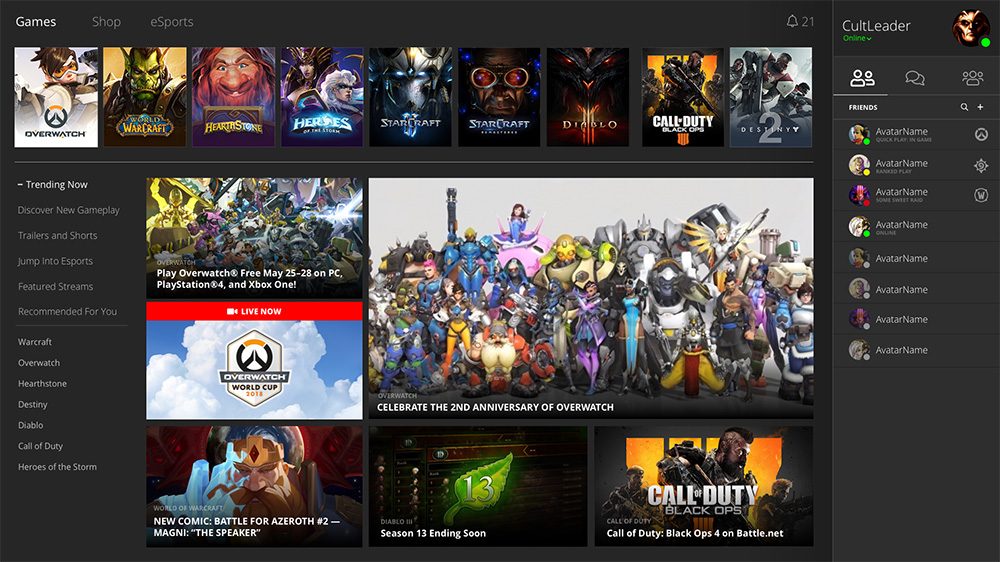 Games
Shop
eSports
21
OVERWATCH
WORLD
WARCRAFT
HEARTHSTONE
HEROES
OF THE STORM
STARCRAFT
II
STARCRAFT
REMASTERED
DIABLO
CALL OF DUTY
BLACK OPS
IIII
DESTINY
2
– Trending Now
Discover New Gameplay
Trailers and Shorts
Jump Into Esports
Featured Streams
Recommended For You
Warcraft
Overwatch
Hearthstone
Destiny
Diablo
Call of Duty
Heroes of the Storm
OVERWATCH
Play Overwatch® Free May 25–28 on PC,
PlayStation®4, and Xbox One!
LIVE NOW
OVERWATCH
WORLD CUP
2018
OVERWATCH
CELEBRATE THE 2ND ANNIVERSARY OF OVERWATCH
WORLD OF WARCRAFT
NEW COMIC: BATTLE FOR AZEROTH #2 —
MAGNI: “THE SPEAKER”
13
DIABLO III
Season 13 Ending Soon
CALL OF DUTY
BLACK OPS
CALL OF DUTY
Call of Duty: Black Ops 4 on Battle.net
CultLeader
Online
FRIENDS
+
AvatarName
QUICK PLAY: IN GAME
AvatarName
RANKED PLAY
AvatarName
SOME SWEET RAID
W
AvatarName
ONLINE
AvatarName
AvatarName
AvatarName
AvatarName